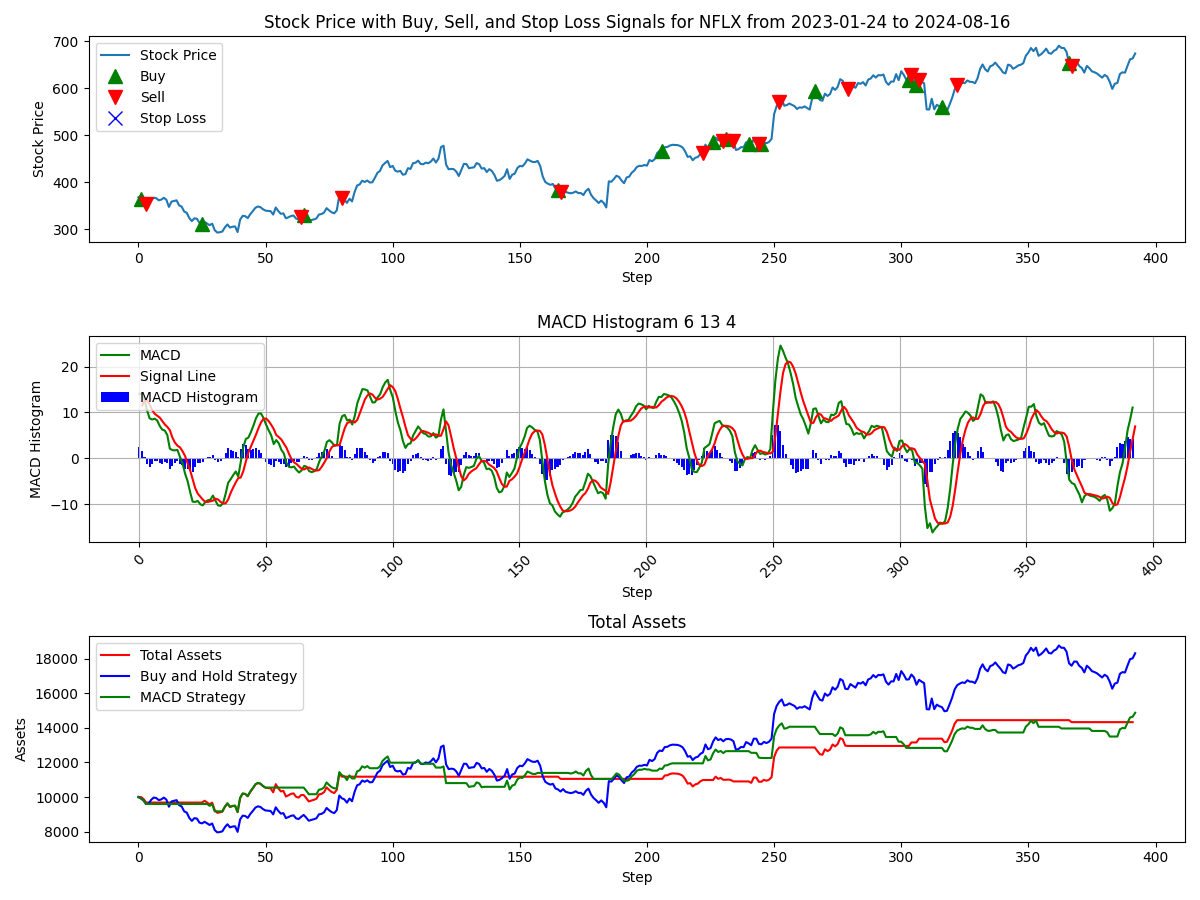 Stock Price with Buy, Sell, and Stop Loss Signals for NFLX from 2023-01-24 to 2024-08-16
700
600
500
400
300
Stock Price
Stock Price
Buy
Sell
Stop Loss
0 50 100 150 200 250 300 350 400
Step
MACD Histogram 6 13 4
20
10
0
−10
MACD Histogram
MACD
Signal Line
MACD Histogram
0 50 100 150 200 250 300 350 400
Step
Total Assets
18000
16000
14000
12000
10000
8000
Assets
Total Assets
Buy and Hold Strategy
MACD Strategy
0 50 100 150 200 250 300 350 400
Step